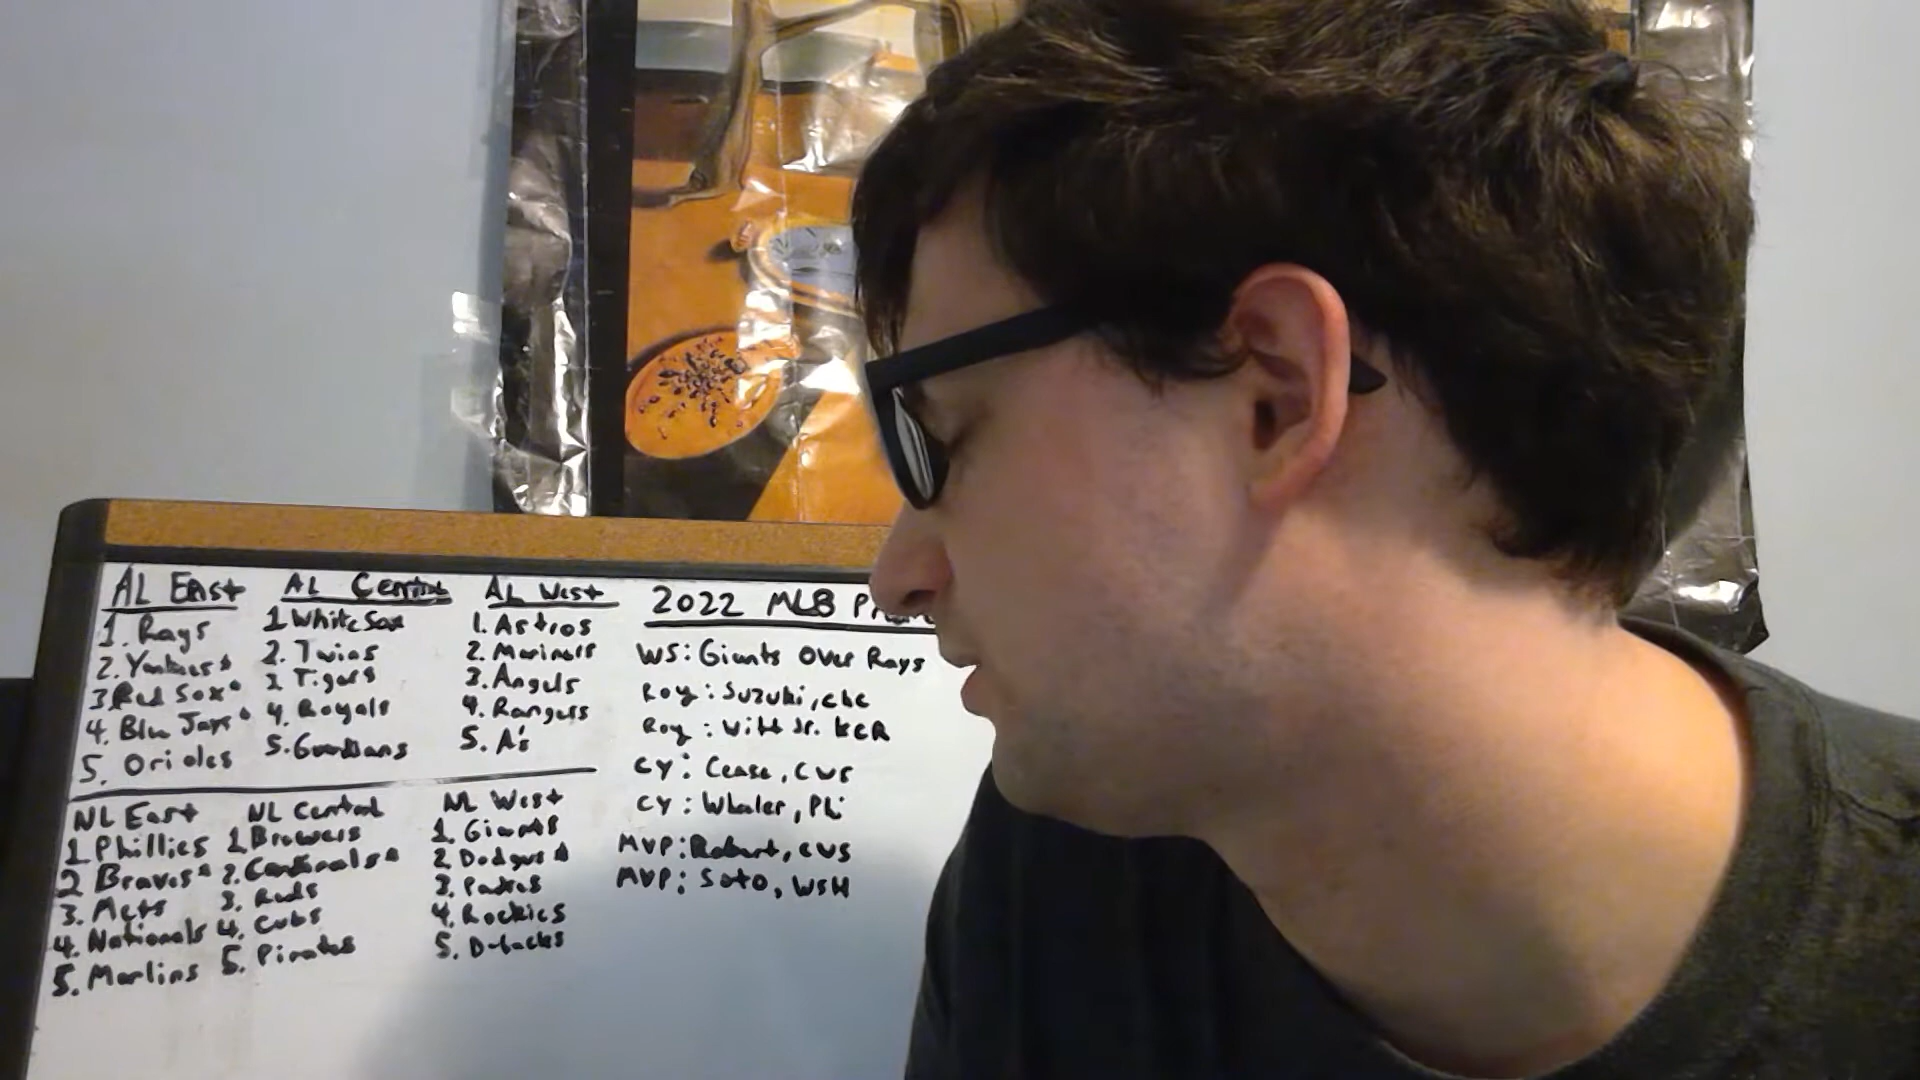 AL East
1. Rays
2. Yankees*
3. Red Sox*
4. Blue Jays*
5. Orioles
AL Central
1 White Sox
2. Twins
3. Tigers
4. Royals
5. Guardians
AL West
1. Astros
2. Mariners
3. Angels
4. Rangers
5. A's
NL East
1 Phillies
2 Braves*
3. Mets
4. Nationals
5. Marlins
NL Central
1 Brewers
2. Cardinals*
3. Reds
4. Cubs
5. Pirates
NL West
1. Giants
2 Dodgers*
3. Padres
4. Rockies
5. D-backs
2022 MLB
WS: Giants Over Rays
Roy: Suzuki, CHC
Roy: Witt Jr. KCR
CY: Cease, CWS
CY: Wheeler, Phi
MVP: Robert, CWS
MVP: Soto, WSH